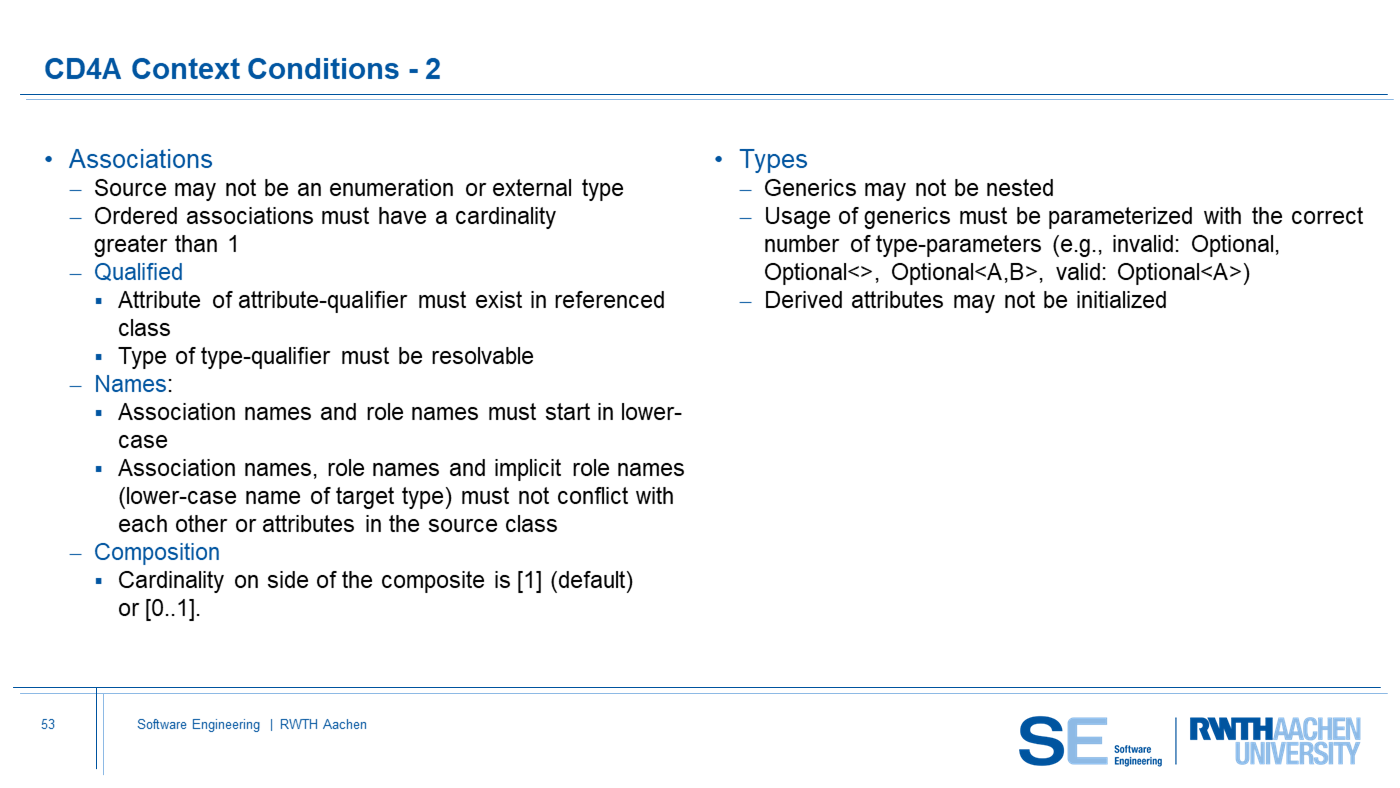 CD4A Context Conditions - 2
• Associations
– Source may not be an enumeration or external type
– Ordered associations must have a cardinality
greater than 1
– Qualified
▪ Attribute of attribute-qualifier must exist in referenced
class
▪ Type of type-qualifier must be resolvable
– Names:
▪ Association names and role names must start in lower-
case
▪ Association names, role names and implicit role names
(lower-case name of target type) must not conflict with
each other or attributes in the source class
– Composition
▪ Cardinality on side of the composite is [1] (default)
or [0..1].
• Types
– Generics may not be nested
– Usage of generics must be parameterized with the correct
number of type-parameters (e.g., invalid: Optional,
Optional<>, Optional<A,B>, valid: Optional<A>)
– Derived attributes may not be initialized
53
Software Engineering | RWTH Aachen
SE Software
Engineering
RWTHAACHEN
UNIVERSITY